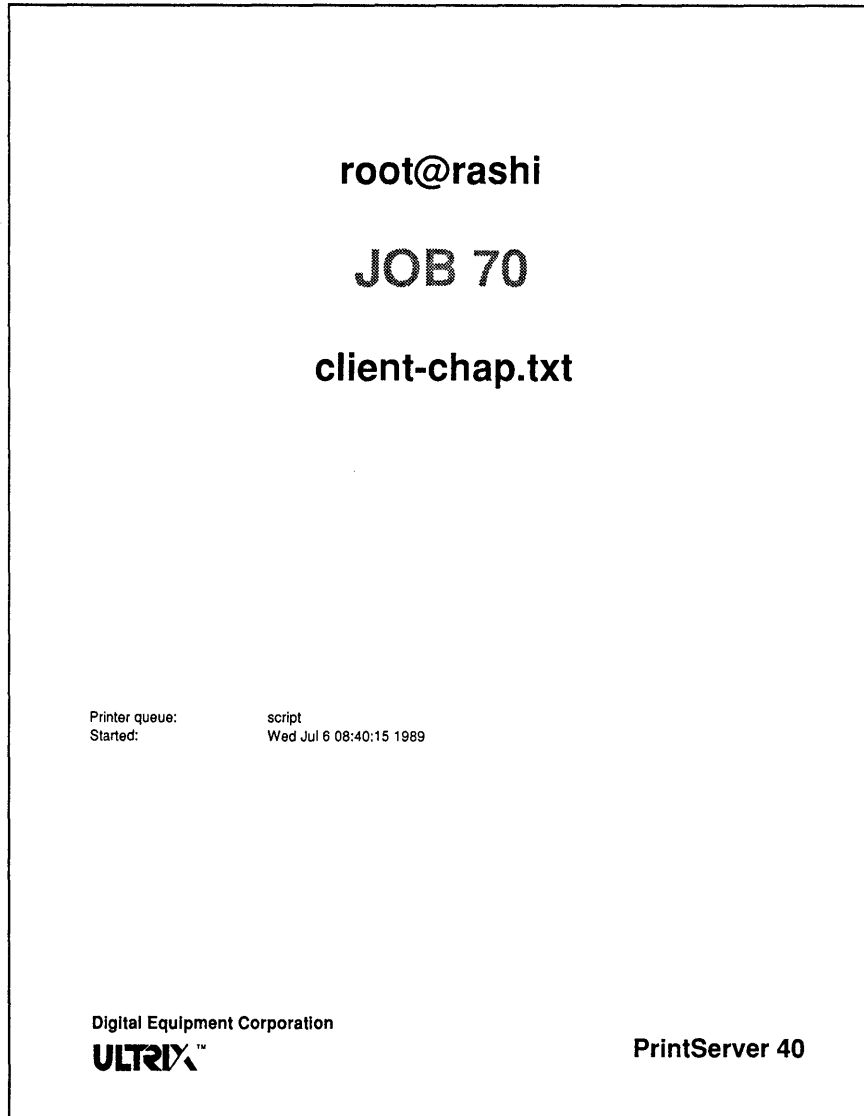 root@rashi
JOB 70
client-chap.txt
Printer queue: script
Started: Wed Jul 6 08:40:15 1989
Digital Equipment Corporation
ULTRIX™
PrintServer 40